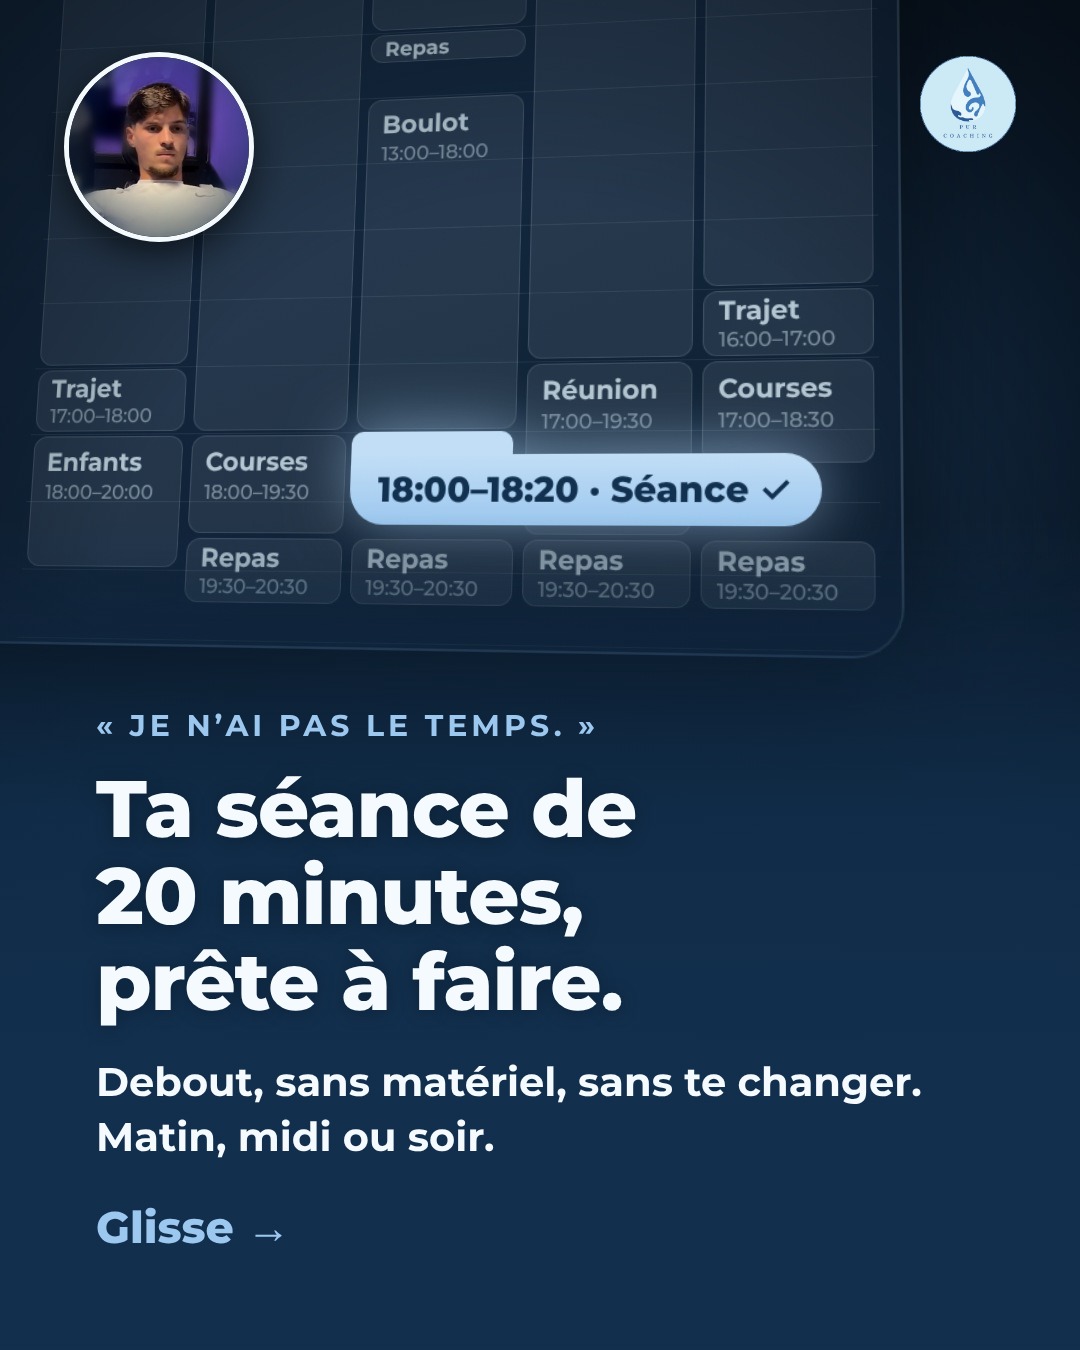 Repas
Boulot
13:00–18:00
PUR
COACHING
Trajet
16:00–17:00
Trajet
17:00–18:00
Réunion
17:00–19:30
Courses
17:00–18:30
Enfants
18:00–20:00
Courses
18:00–19:30
18:00–18:20 · Séance ✓
Repas
19:30–20:30
Repas
19:30–20:30
Repas
19:30–20:30
Repas
19:30–20:30
« JE N’AI PAS LE TEMPS. »
Ta séance de
20 minutes,
prête à faire.
Debout, sans matériel, sans te changer.
Matin, midi ou soir.
Glisse →